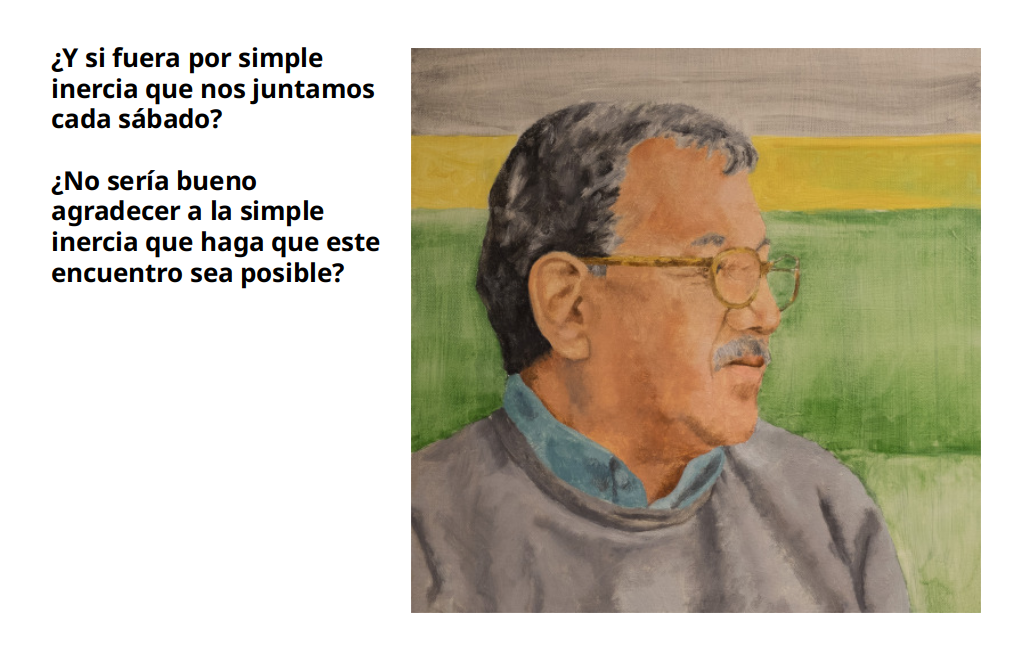 ¿Y si fuera por simple
inercia que nos juntamos
cada sábado?
¿No sería bueno
agradecer a la simple
inercia que haga que este
encuentro sea posible?